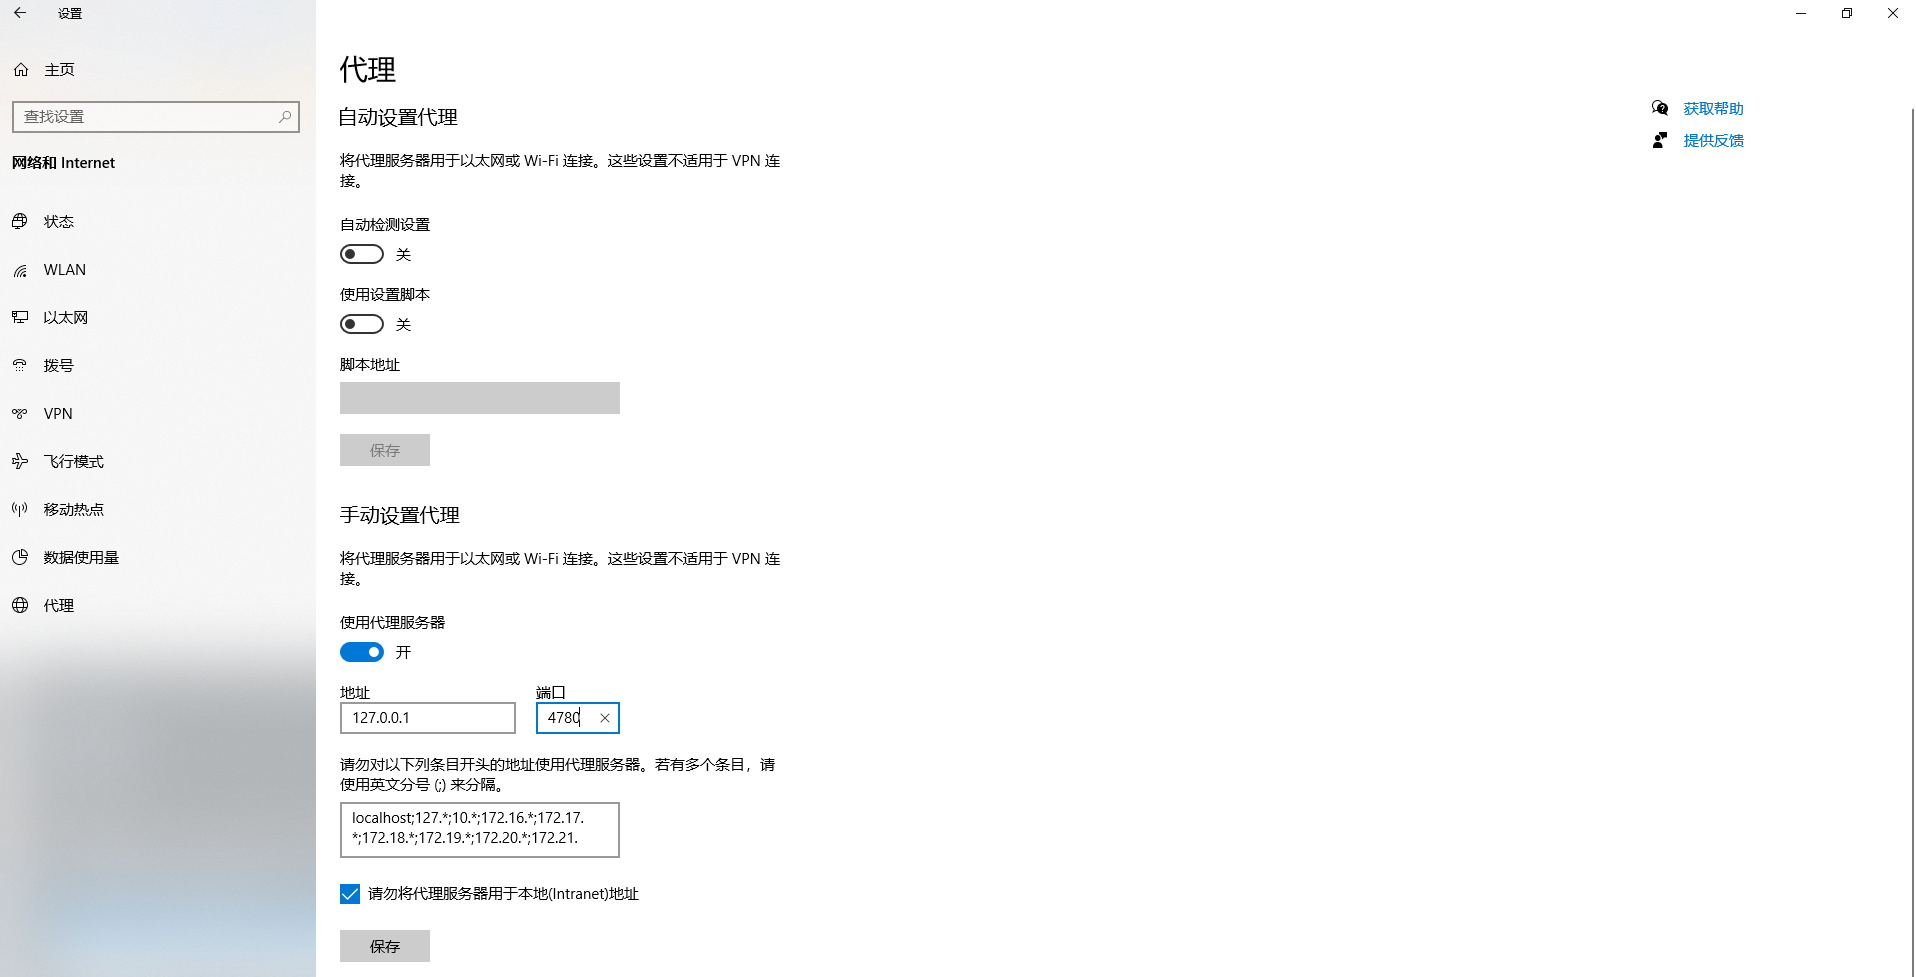 设置
主页
查找设置
网络和 Internet
状态
WLAN
以太网
拨号
VPN
飞行模式
移动热点
数据使用量
代理
代理
自动设置代理
将代理服务器用于以太网或 Wi-Fi 连接。这些设置不适用于 VPN 连
接。
自动检测设置
关
使用设置脚本
关
脚本地址
保存
手动设置代理
将代理服务器用于以太网或 Wi-Fi 连接。这些设置不适用于 VPN 连
接。
使用代理服务器
开
地址 端口
127.0.0.1 4780
请勿对以下列条目开头的地址使用代理服务器。若有多个条目，请
使用英文分号 (;) 来分隔。
localhost;127.*;10.*;172.16.*;172.17.
*;172.18.*;172.19.*;172.20.*;172.21.
请勿将代理服务器用于本地(Intranet)地址
保存
获取帮助
提供反馈